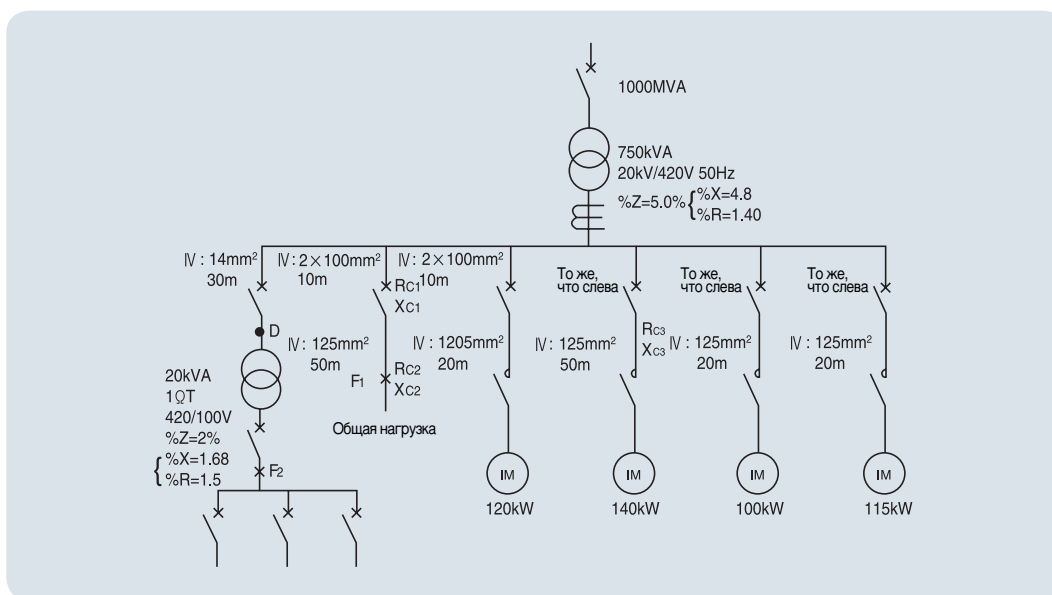 1000MVA
750kVA
20kV/420V 50Hz
%Z=5.0% { %X=4.8
%R=1.40
IV : 14mm²
30m
IV : 2×100mm²
10m
RC1
XC1
IV : 2×100mm²
10m
То же,
что слева
То же,
что слева
То же,
что слева
D
IV : 125mm²
50m
F1
RC2
XC2
Общая нагрузка
IV : 1205mm²
20m
IV : 125mm²
50m
RC3
XC3
IV : 125mm²
20m
IV : 125mm²
20m
20kVA
1ΩT
420/100V
%Z=2%
{ %X=1.68
%R=1.5
F2
IM
120kW
IM
140kW
IM
100kW
IM
115kW